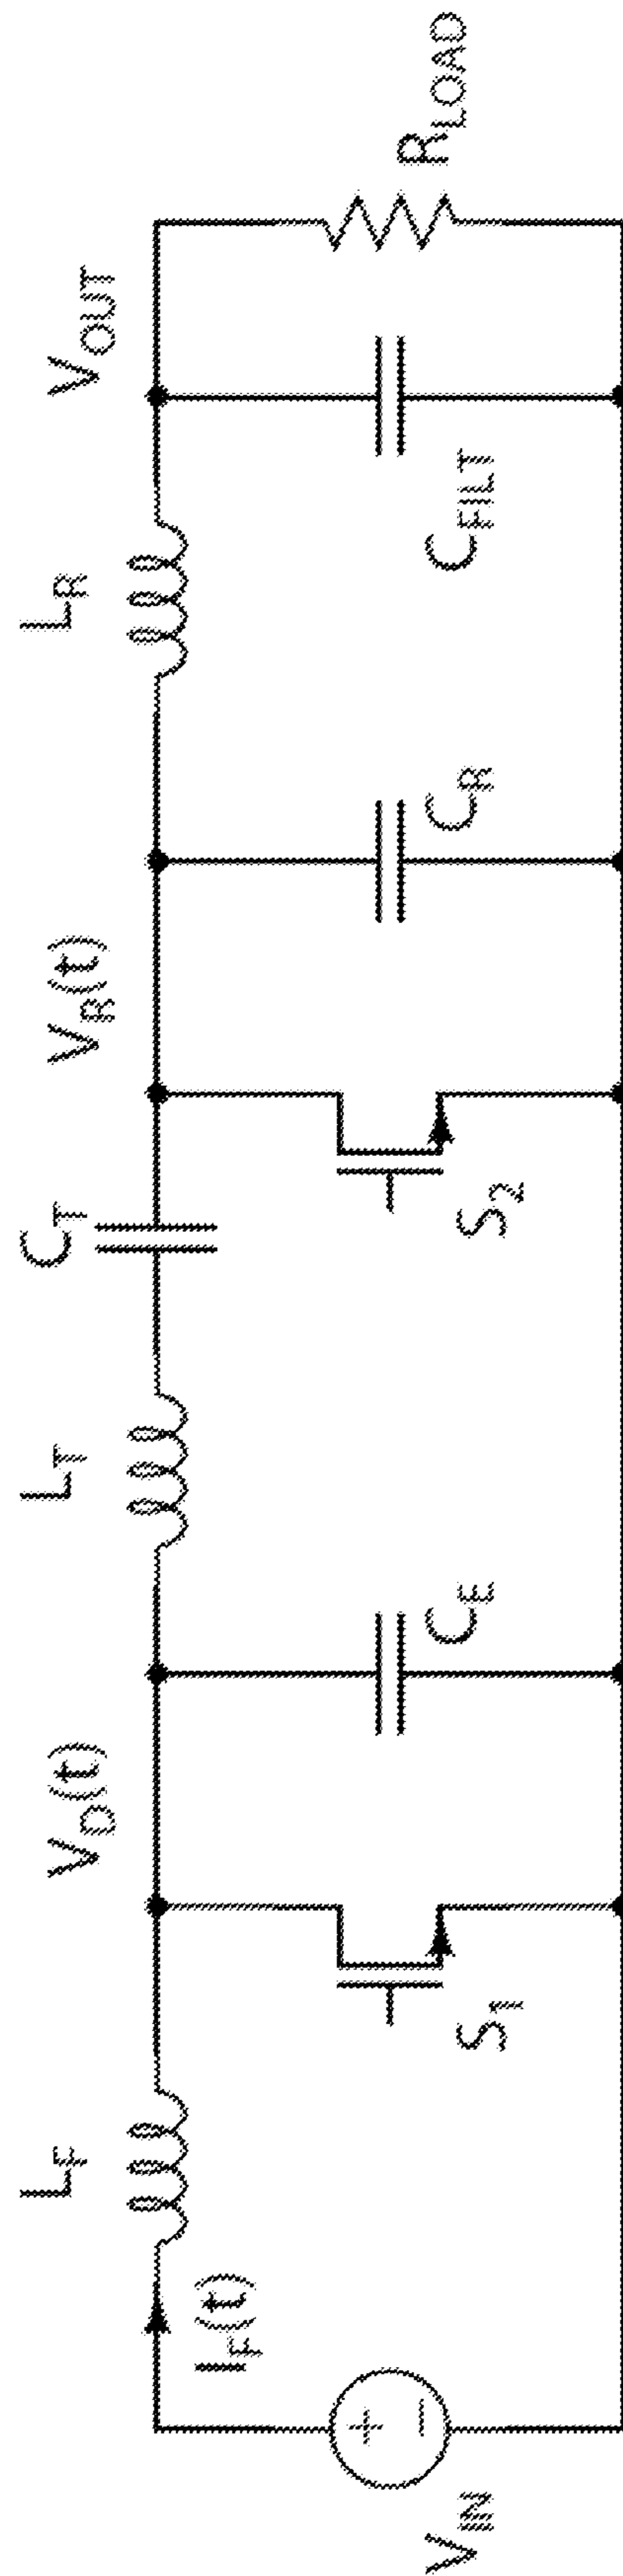 V_IN
+
−
I_F(t)
L_F
S_1
V_D(t)
C_E
L_T
C_T
S_2
V_R(t)
C_R
L_R
C_FILT
V_OUT
R_LOAD